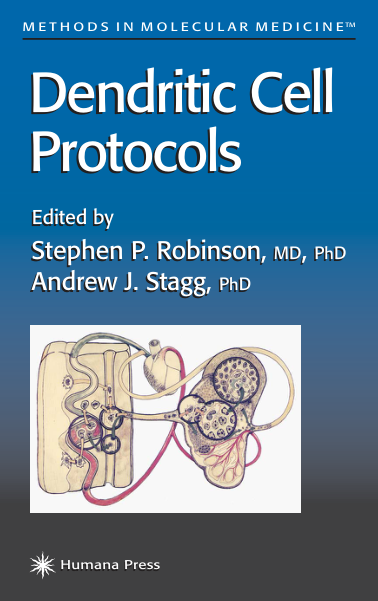 METHODS IN MOLECULAR MEDICINE™
Dendritic Cell
Protocols
Edited by
Stephen P. Robinson, MD, PhD
Andrew J. Stagg, PhD
Humana Press